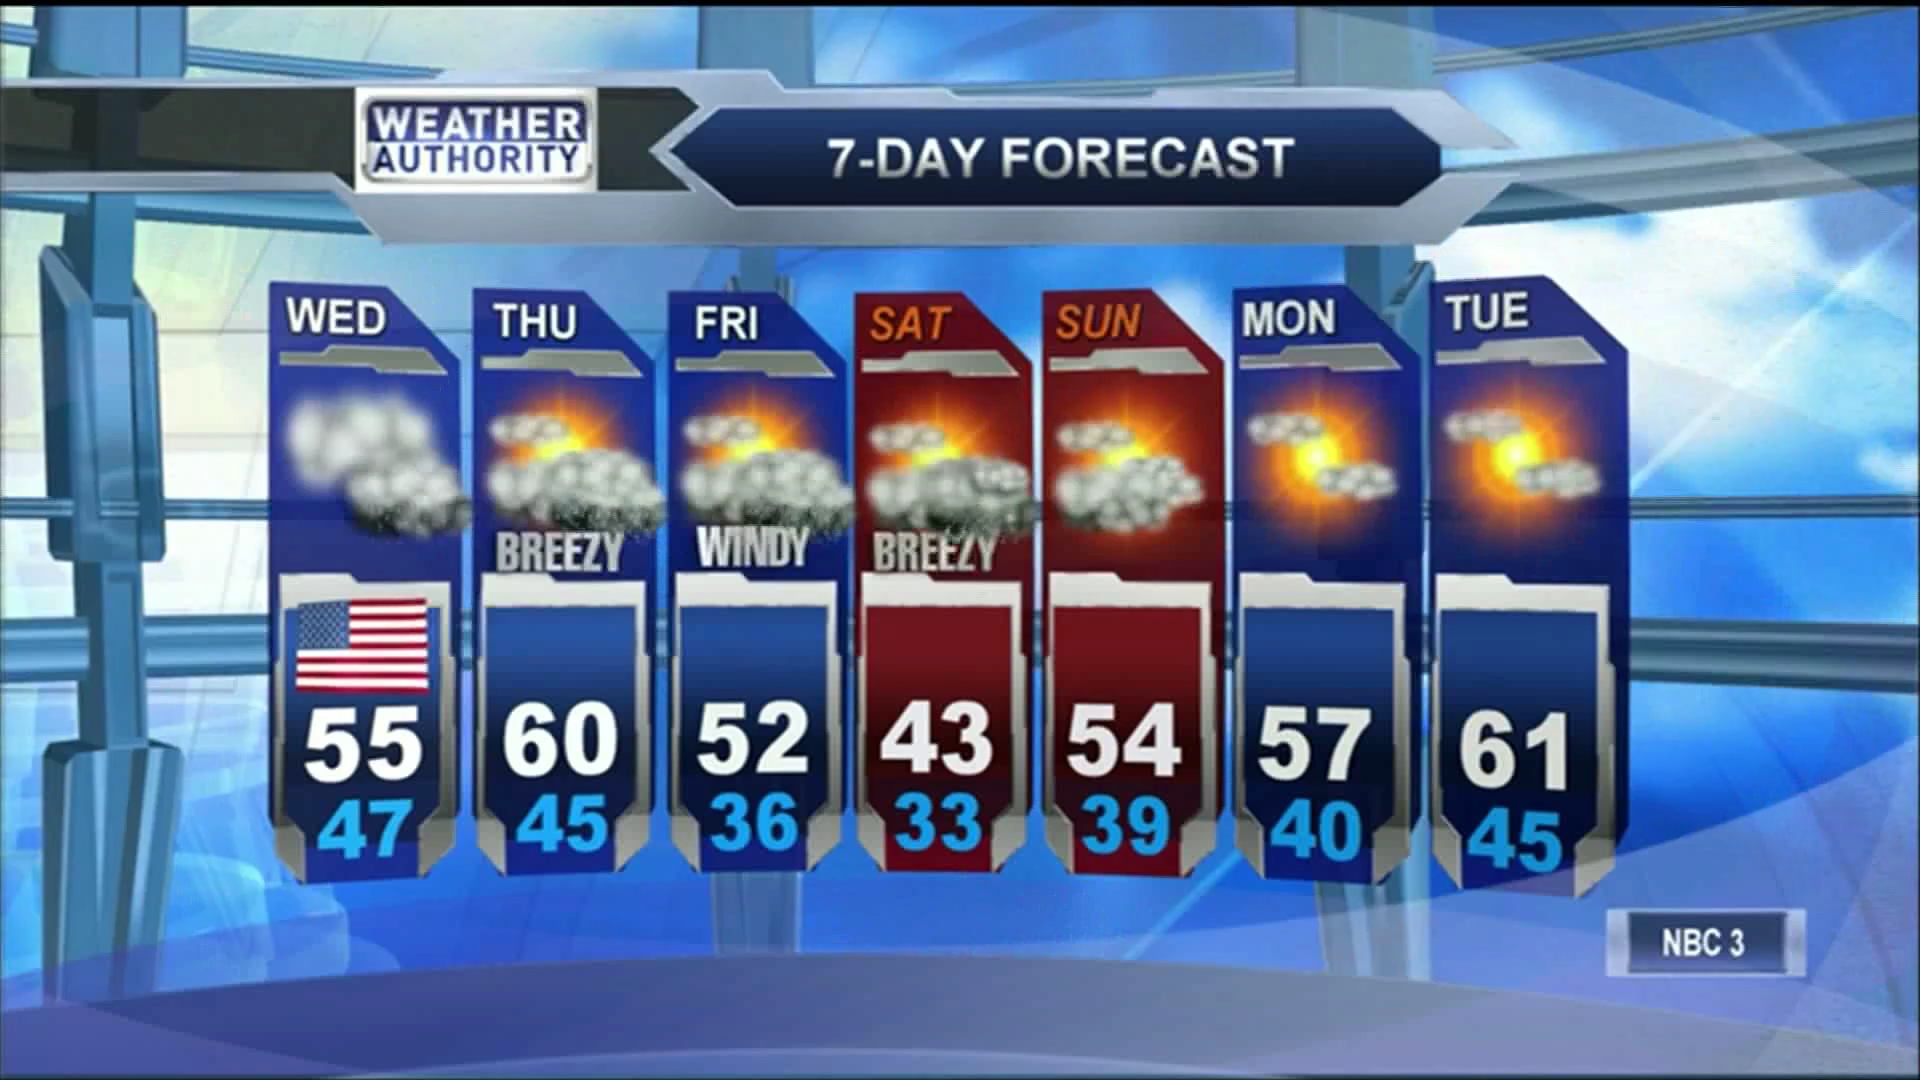 WEATHER
AUTHORITY
7-DAY FORECAST
WED
THU
FRI
SAT
SUN
MON
TUE
BREEZY
WINDY
BREEZY
55
60
52
43
54
57
61
47
45
36
33
39
40
45
NBC 3